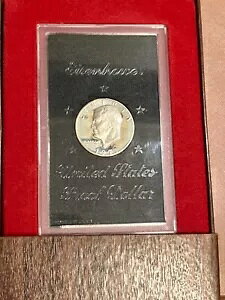 Eisenhower
United States
Proof Dollar